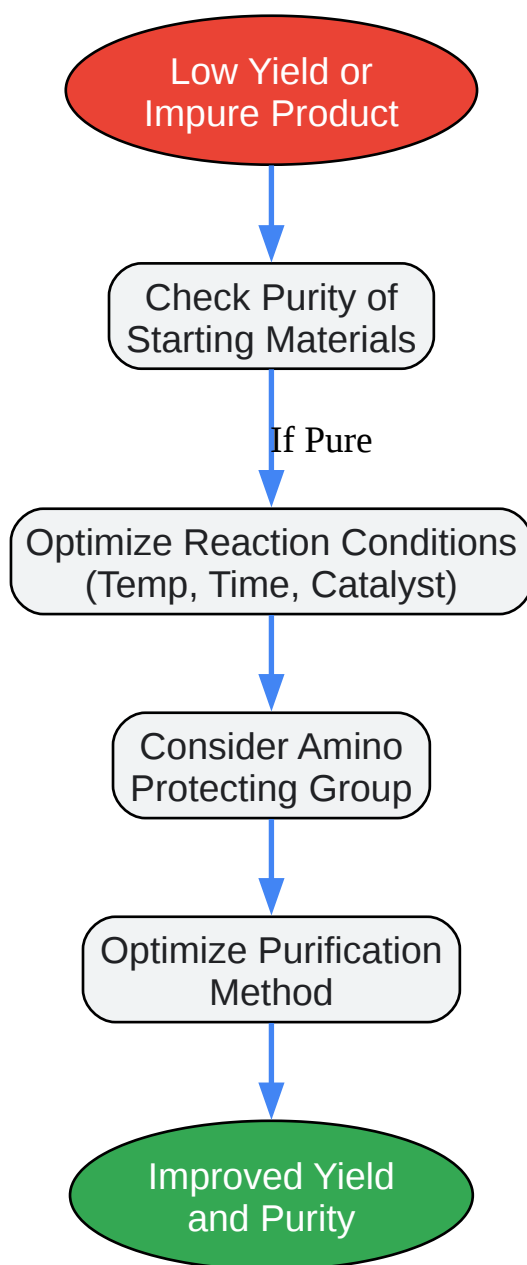 Low Yield or
Impure Product
Check Purity of
Starting Materials
If Pure
Optimize Reaction Conditions
(Temp, Time, Catalyst)
Consider Amino
Protecting Group
Optimize Purification
Method
Improved Yield
and Purity